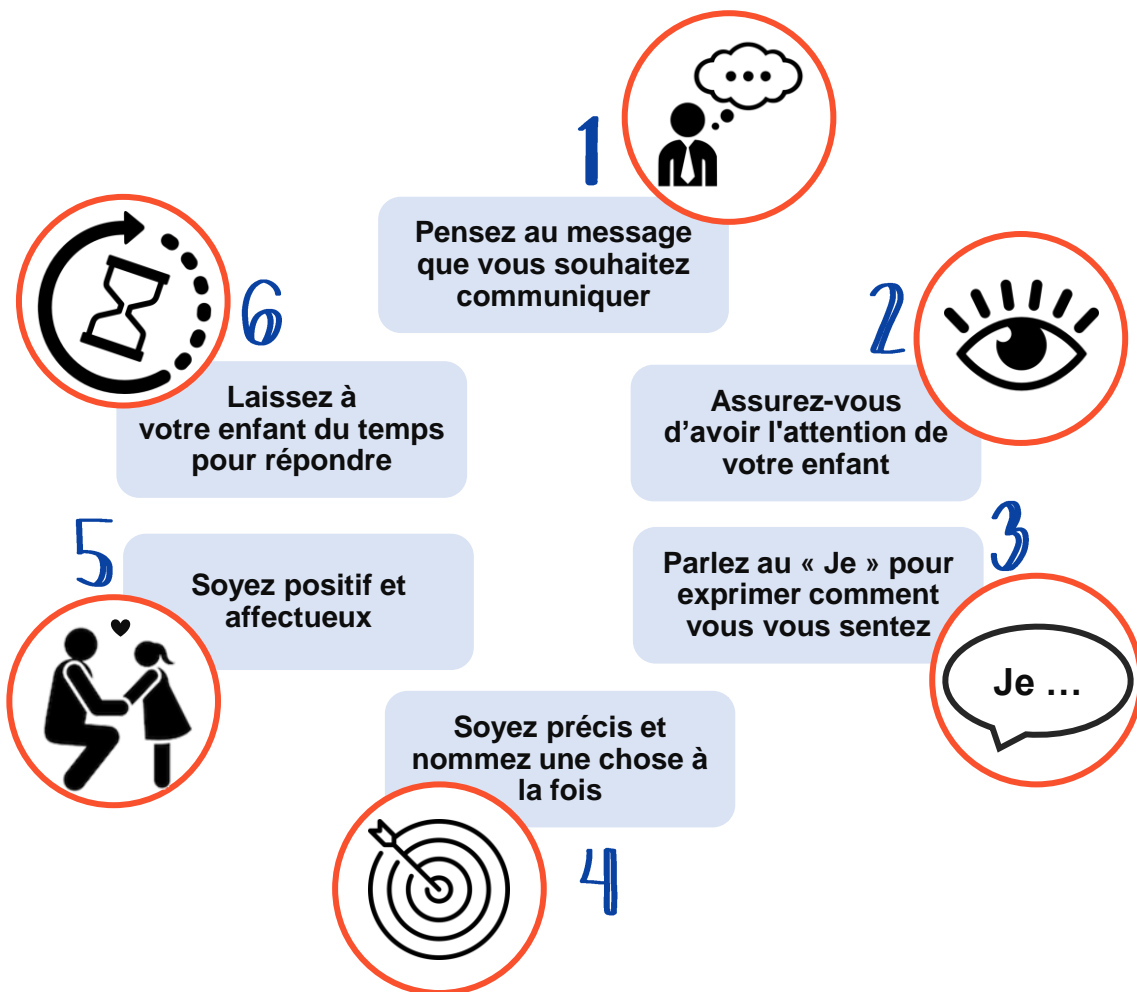 1
Pensez au message
que vous souhaitez
communiquer
2
Assurez-vous
d’avoir l'attention de
votre enfant
3
Parlez au « Je » pour
exprimer comment
vous vous sentez
Je ...
4
Soyez précis et
nommez une chose à
la fois
5
Soyez positif et
affectueux
6
Laissez à
votre enfant du temps
pour répondre